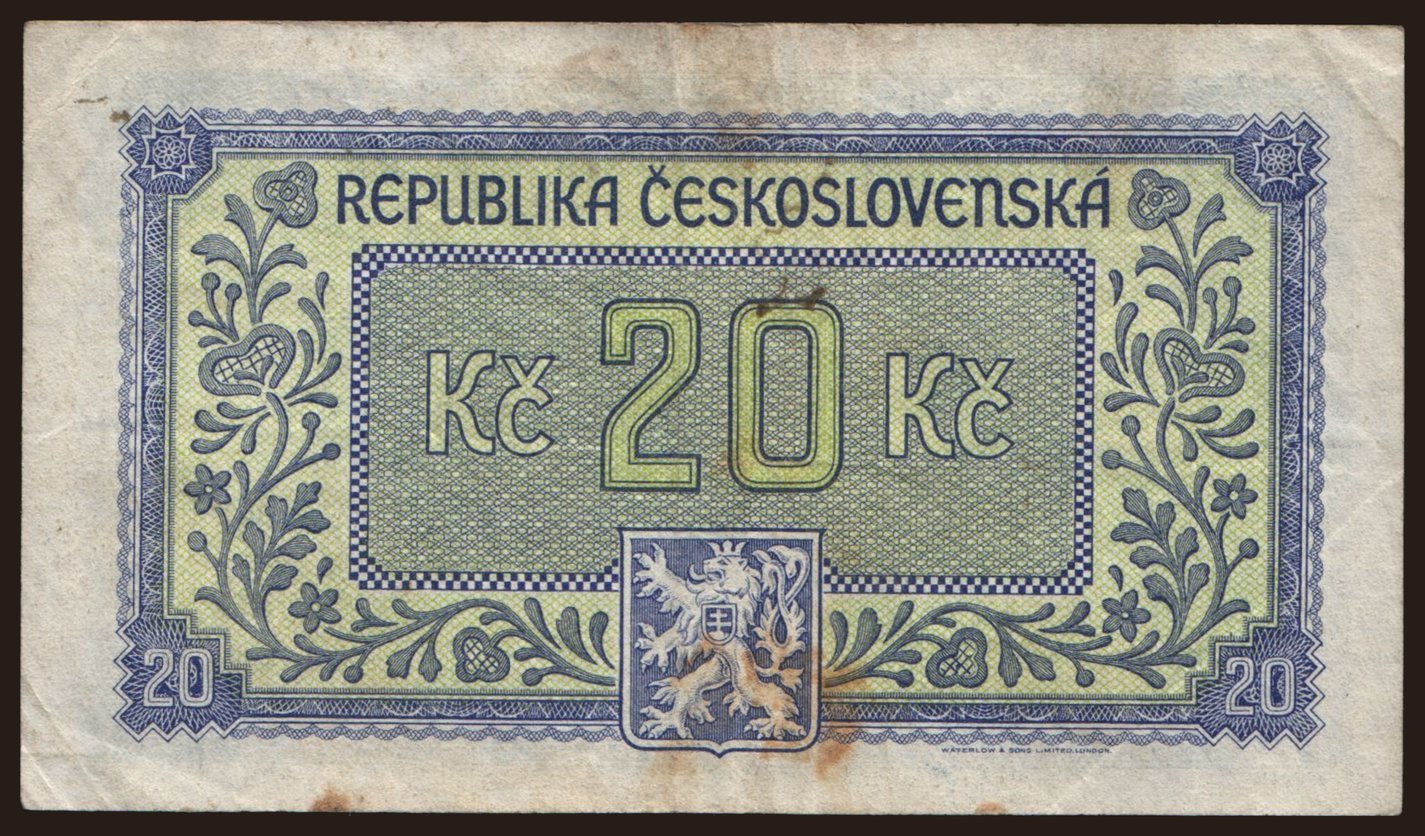 REPUBLIKA ČESKOSLOVENSKÁ
Kč 20 Kč
20 20
WATERLOW & SONS LIMITED, LONDON.